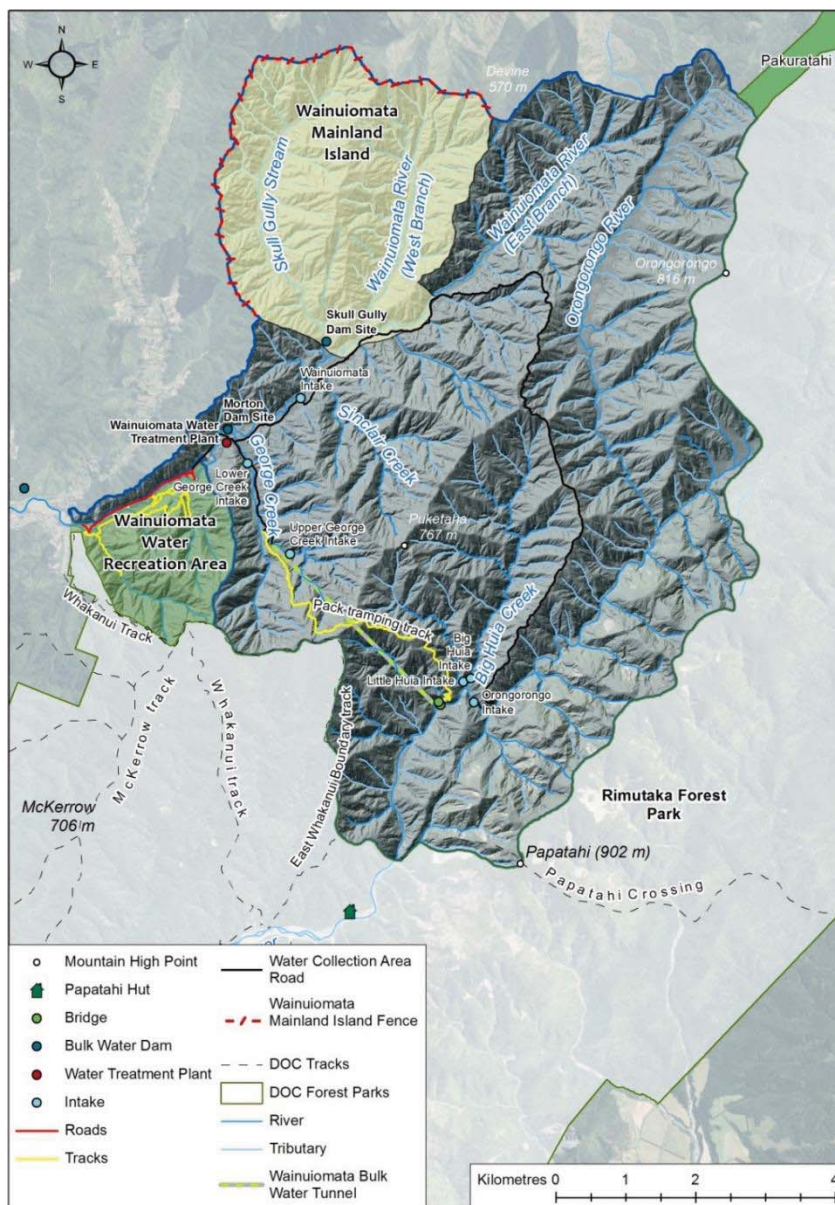 N
W
E
S
Pakuratahi
Devine
570 m
Wainuiomata
Mainland
Island
Skull Gully Stream
Wainuiomata River
(West Branch)
Wainuiomata River
(East Branch)
Orongorongo River
Orongorongo
816 m
Skull Gully
Dam Site
Wainuiomata
Intake
Morton
Dam Site
Wainuiomata Water
Treatment Plant
Sinclair Creek
George Creek
Lower
George Creek
Intake
Wainuiomata
Water
Recreation Area
Upper George
Creek Intake
Puketaha
767 m
Whakanui Track
Pack tramping track
Big
Huia
Intake
Big Huia Creek
Little Huia Intake
Orongorongo
Intake
McKerrow track
Whakanui track
East Whakanui Boundary track
McKerrow
706 m
Rimutaka Forest
Park
Papatahi (902 m)
Papatahi Crossing
Mountain High Point
Papatahi Hut
Bridge
Bulk Water Dam
Water Treatment Plant
Intake
Roads
Tracks
Water Collection Area
Road
Wainuiomata
Mainland Island Fence
DOC Tracks
DOC Forest Parks
River
Tributary
Wainuiomata Bulk
Water Tunnel
Kilometres 0 1 2 4